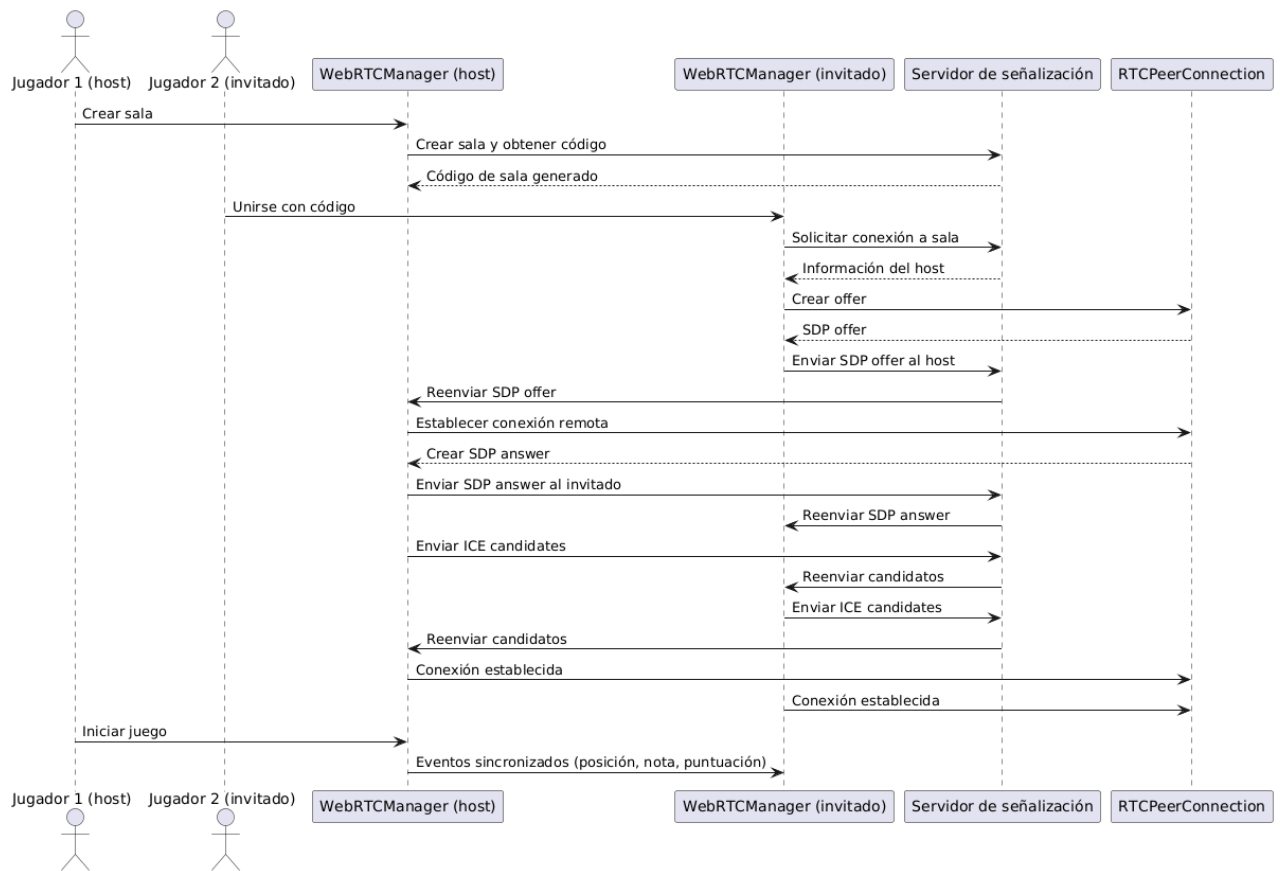 Jugador 1 (host)
Jugador 2 (invitado)
WebRTCManager (host)
WebRTCManager (invitado)
Servidor de señalización
RTCPeerConnection
Crear sala
Crear sala y obtener código
Código de sala generado
Unirse con código
Solicitar conexión a sala
Información del host
Crear offer
SDP offer
Enviar SDP offer al host
Reenviar SDP offer
Establecer conexión remota
Crear SDP answer
Enviar SDP answer al invitado
Reenviar SDP answer
Enviar ICE candidates
Reenviar candidatos
Enviar ICE candidates
Reenviar candidatos
Conexión establecida
Conexión establecida
Iniciar juego
Eventos sincronizados (posición, nota, puntuación)
Jugador 1 (host)
Jugador 2 (invitado)
WebRTCManager (host)
WebRTCManager (invitado)
Servidor de señalización
RTCPeerConnection